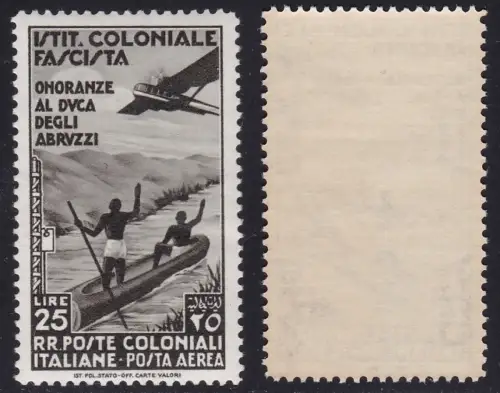 ISTIT. COLONIALE
FASCISTA
ONORANZE
AL DVCA
DEGLI
ABRVZZI
LIRE
25
٢٥
RR. POSTE COLONIALI
ITALIANE - POSTA AEREA
IST. POL. STATO - OFF. CARTE VALORI